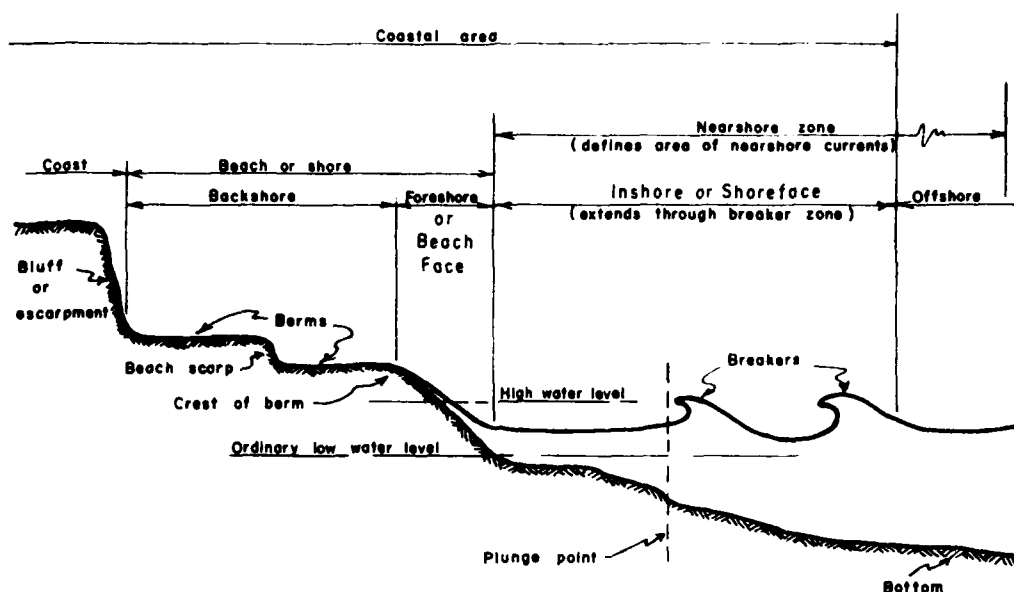 Coastal area
Nearshore zone
(defines area of nearshore currents)
Coast
Beach or shore
Backshore
Foreshore
or
Beach
Face
Inshore or Shoreface
(extends through breaker zone)
Offshore
Bluff
or
escarpment
Berms
Beach scarp
Crest of berm
High water level
Breakers
Ordinary low water level
Plunge point
Bottom